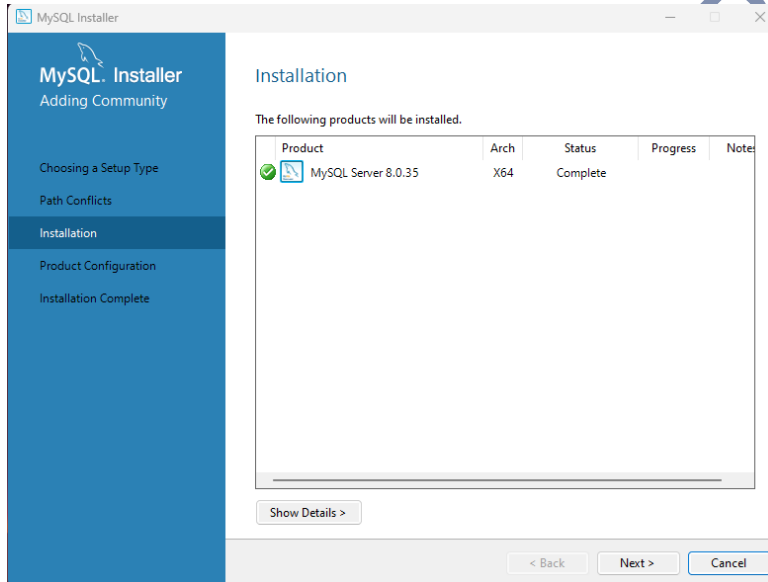 MySQL Installer
MySQL. Installer
Adding Community
Choosing a Setup Type
Path Conflicts
Installation
Product Configuration
Installation Complete
Installation
The following products will be installed.
Product Arch Status Progress Notes
MySQL Server 8.0.35 X64 Complete
Show Details >
< Back Next > Cancel